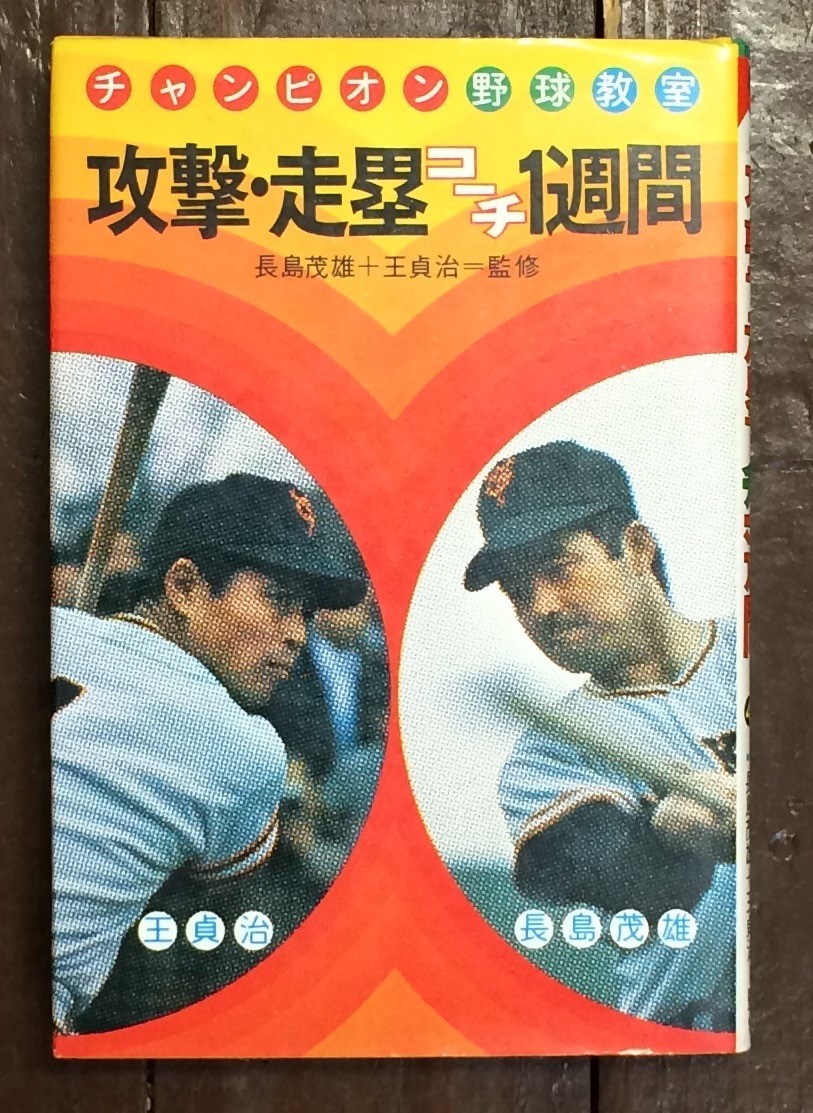 チャンピオン野球教室
攻撃・走塁コーチ1週間
長島茂雄＋王貞治＝監修
王貞治
長島茂雄